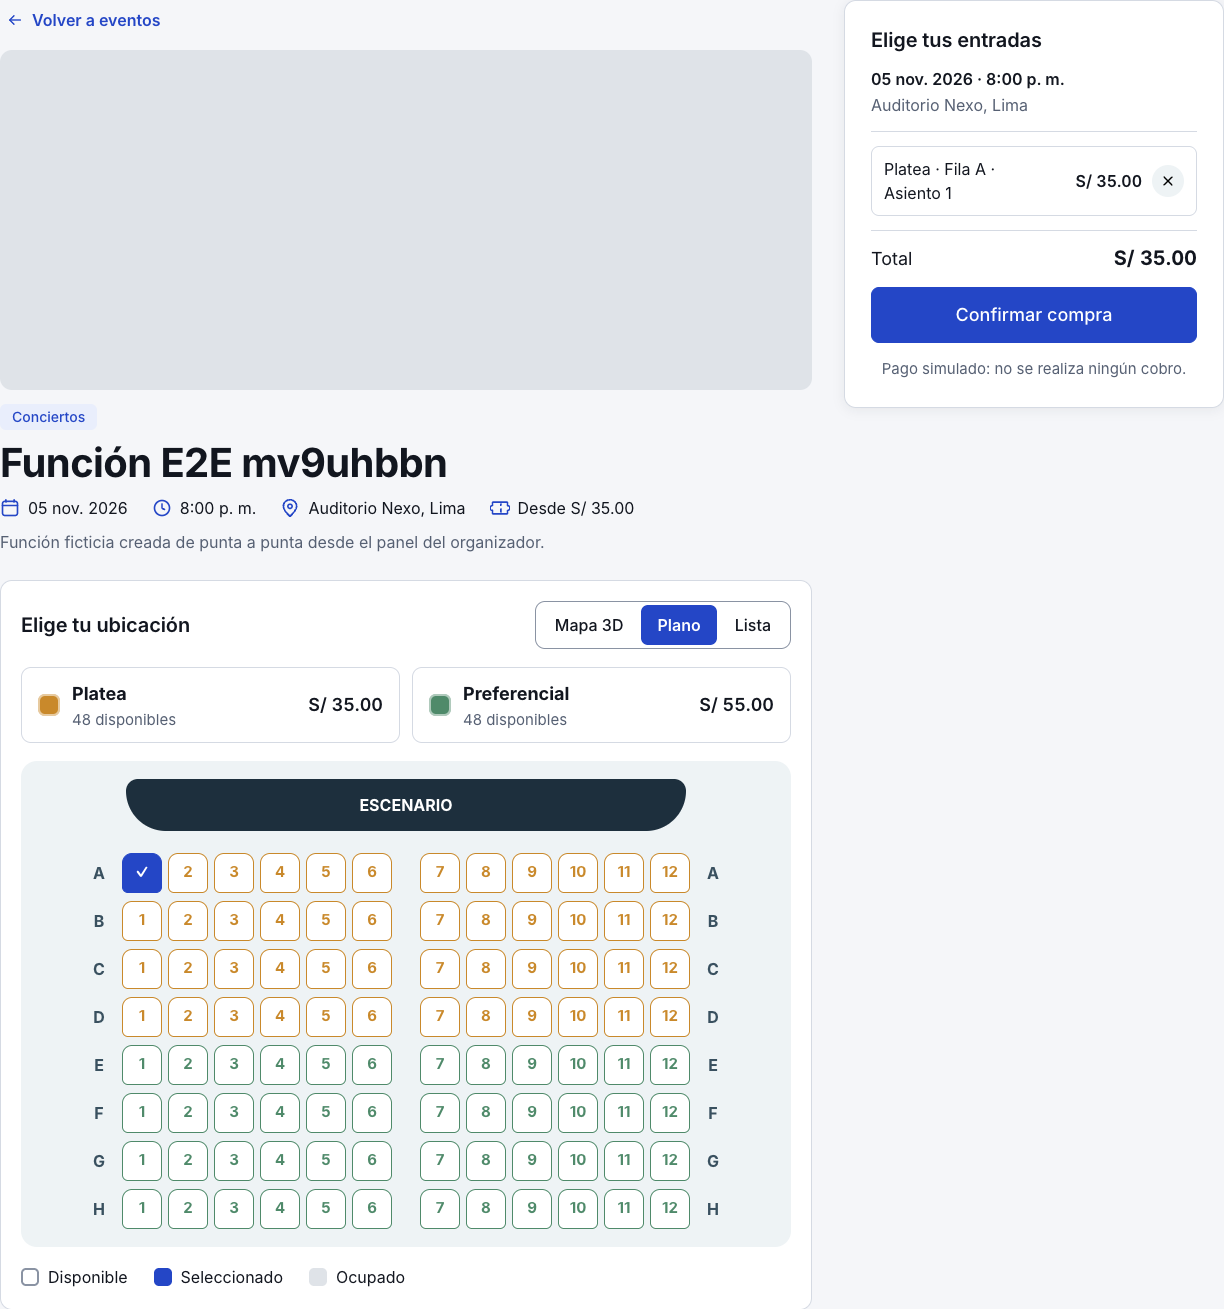 Volver a eventos
Conciertos
Función E2E mv9uhbbn
05 nov. 2026 8:00 p. m. Auditorio Nexo, Lima Desde S/ 35.00
Función ficticia creada de punta a punta desde el panel del organizador.
Elige tu ubicación
Mapa 3D Plano Lista
Platea
48 disponibles
S/ 35.00
Preferencial
48 disponibles
S/ 55.00
ESCENARIO
A 2 3 4 5 6 7 8 9 10 11 12 A
B 1 2 3 4 5 6 7 8 9 10 11 12 B
C 1 2 3 4 5 6 7 8 9 10 11 12 C
D 1 2 3 4 5 6 7 8 9 10 11 12 D
E 1 2 3 4 5 6 7 8 9 10 11 12 E
F 1 2 3 4 5 6 7 8 9 10 11 12 F
G 1 2 3 4 5 6 7 8 9 10 11 12 G
H 1 2 3 4 5 6 7 8 9 10 11 12 H
Disponible Seleccionado Ocupado
Elige tus entradas
05 nov. 2026 · 8:00 p. m.
Auditorio Nexo, Lima
Platea · Fila A ·
Asiento 1
S/ 35.00
Total S/ 35.00
Confirmar compra
Pago simulado: no se realiza ningún cobro.